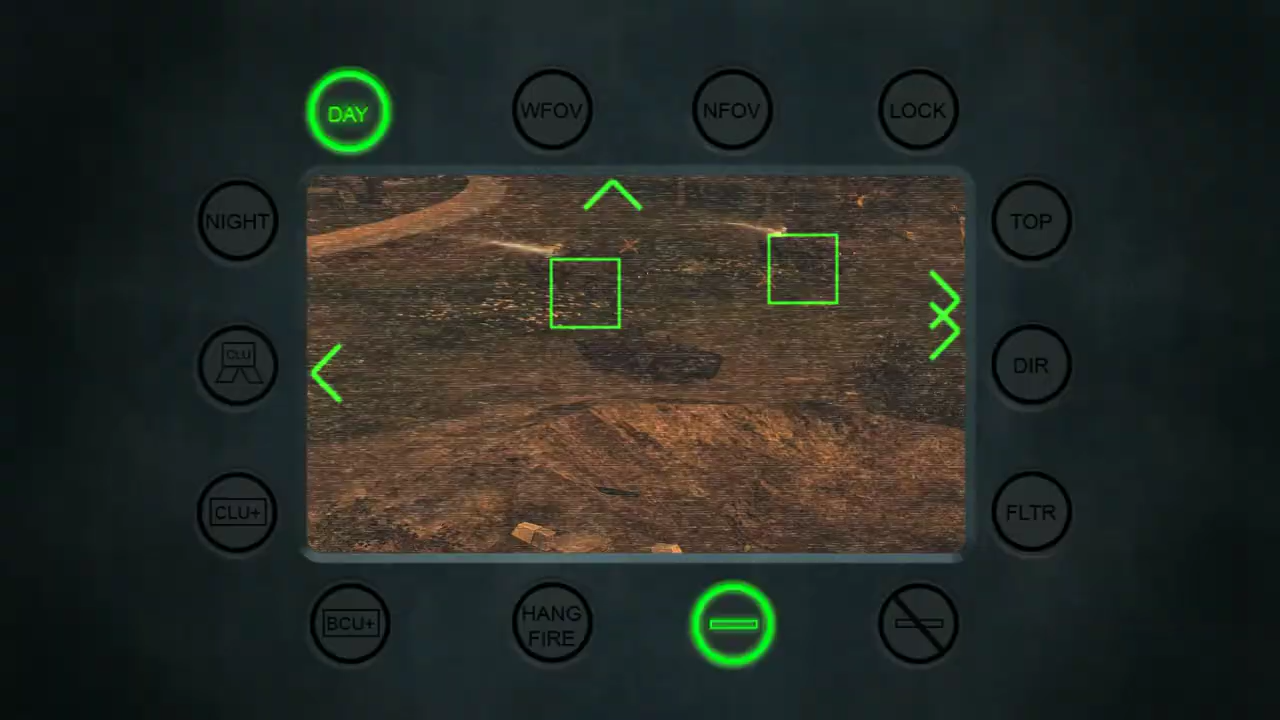 DAY
WFOV
NFOV
LOCK
NIGHT
TOP
CLU
DIR
CLU+
FLTR
BCU+
HANG
FIRE